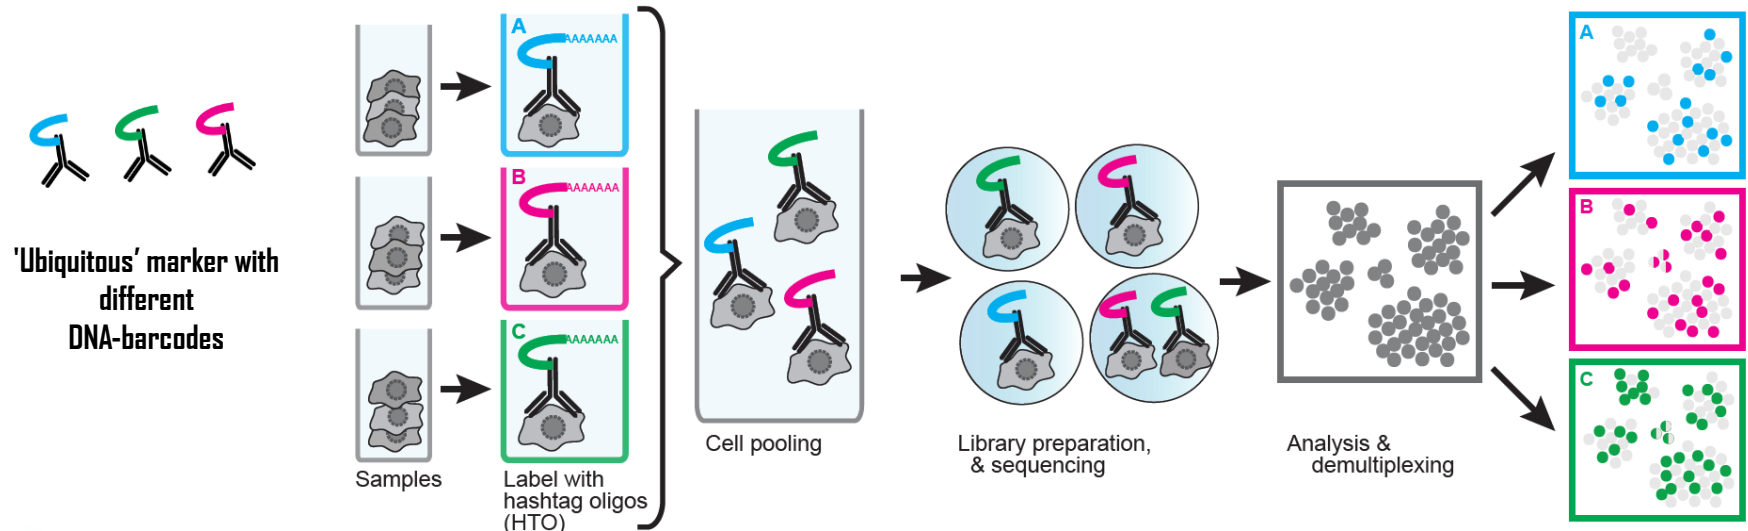 'Ubiquitous’ marker with
different
DNA-barcodes
Samples
A
AAAAAAA
B
AAAAAAA
C
AAAAAAA
Label with
hashtag oligos
(HTO)
Cell pooling
Library preparation,
& sequencing
Analysis &
demultiplexing
A
B
C